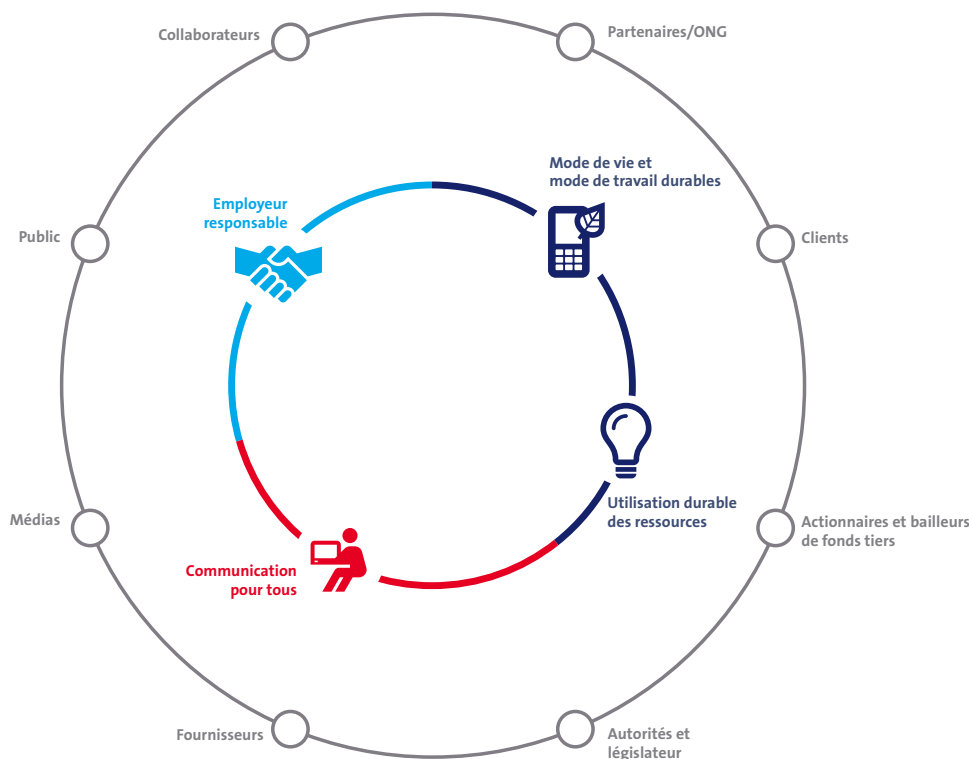 Collaborateurs
Partenaires/ONG
Mode de vie et
mode de travail durables
Employeur
responsable
Public
Clients
Utilisation durable
des ressources
Médias
Actionnaires et bailleurs
de fonds tiers
Communication
pour tous
Fournisseurs
Autorités et
législateur